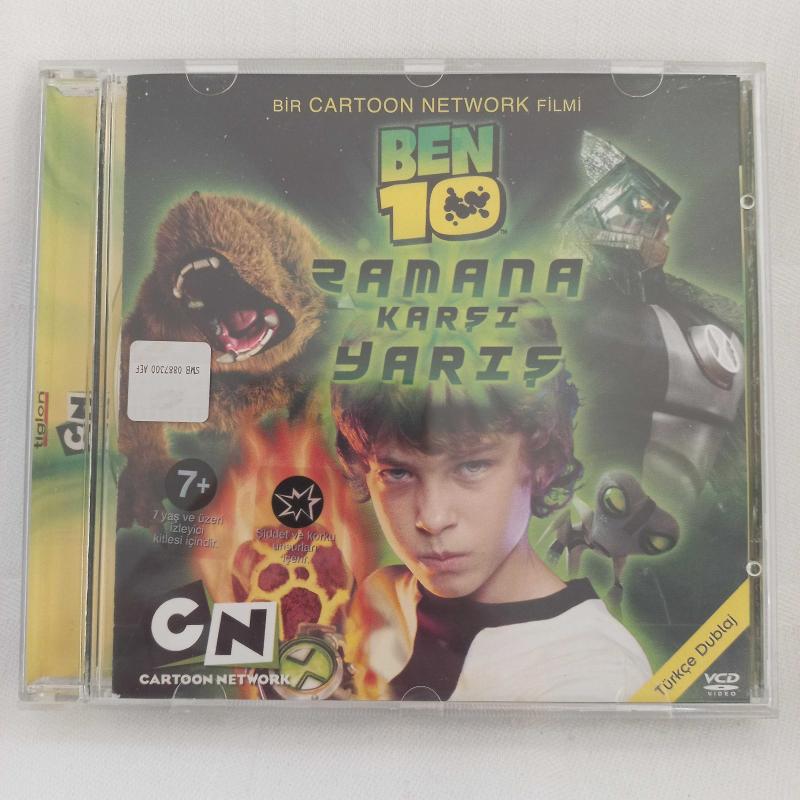 BİR CARTOON NETWORK FİLMİ
BEN
10
ZAMANA
KARŞI
YARIŞ
SWB 0887300 AEF
tiglon
CN
7+
7 yaş ve üzeri
izleyici
kitlesi içindir.
Şiddet ve korku
unsurları
içerir.
CN
CARTOON NETWORK
Türkçe Dublaj
VCD
VIDEO